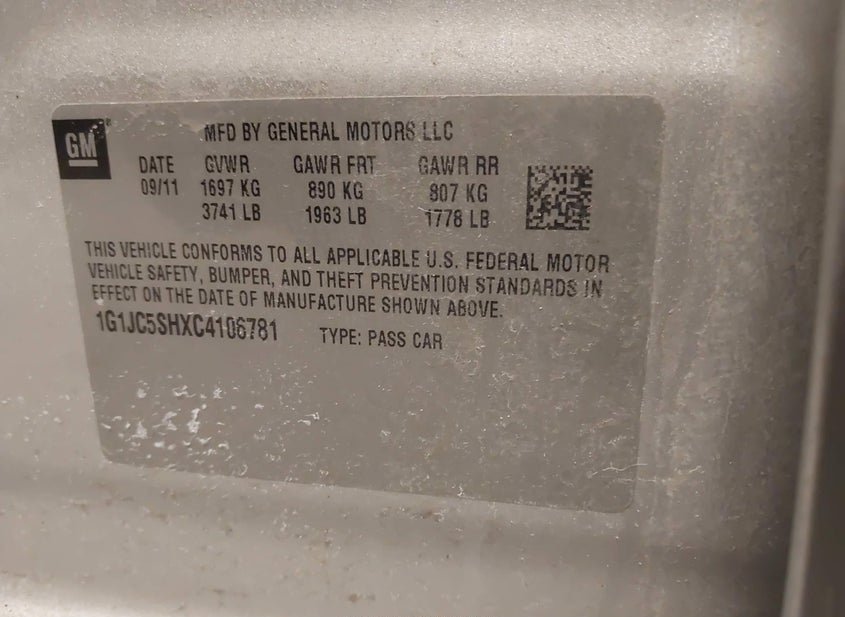 GM
MFD BY GENERAL MOTORS LLC
DATE GVWR GAWR FRT GAWR RR
09/11 1697 KG 890 KG 807 KG
3741 LB 1963 LB 1778 LB
THIS VEHICLE CONFORMS TO ALL APPLICABLE U.S. FEDERAL MOTOR
VEHICLE SAFETY, BUMPER, AND THEFT PREVENTION STANDARDS IN
EFFECT ON THE DATE OF MANUFACTURE SHOWN ABOVE.
1G1JC5SHXC4106781 TYPE: PASS CAR